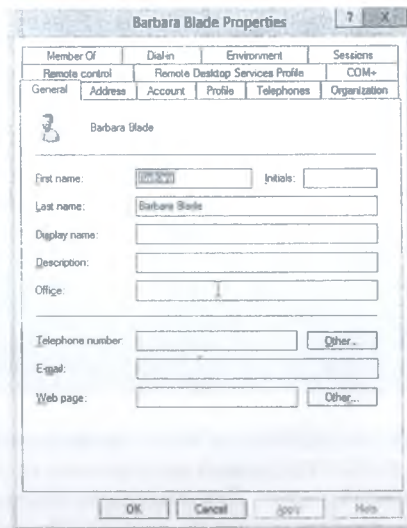 Barbara Blade Properties
? X
Member Of Dial-in Environment Sessions
Remote control Remote Desktop Services Profile COM+
General Address Account Profile Telephones Organization
Barbara Blade
First name: Initials:
Last name: Barbara Blade
Display name:
Description:
Office:
Telephone number Other...
E-mail:
Web page: Other...
OK Cancel Apply Help